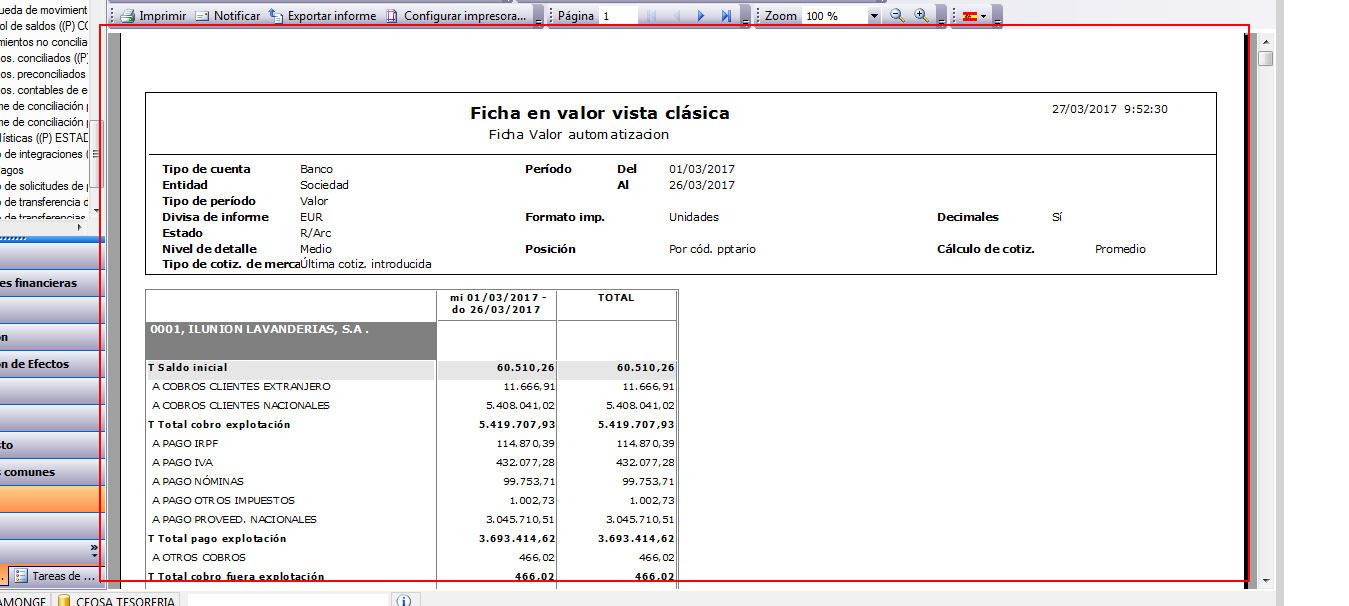 ueda de movimient
ol de saldos ((P) CO
mientos no concilia
os. conciliados ((P)
os. preconciliados
os. contables de e
me de conciliación p
me de conciliación p
lísticas ((P) ESTAD
o de integraciones (
agos
o de solicitudes de p
o de transferencia c
o de transferencias
es financieras
ón
ón de Efectos
sto
s comunes
Tareas de ...
Imprimir Notificar Exportar informe Configurar impresora... Página 1 Zoom 100 %
Ficha en valor vista clásica 27/03/2017 9:52:30
Ficha Valor automatizacion
Tipo de cuenta Banco Período Del 01/03/2017
Entidad Sociedad Al 26/03/2017
Tipo de período Valor
Divisa de informe EUR Formato imp. Unidades Decimales Sí
Estado R/Arc
Nivel de detalle Medio Posición Por cód. pptario Cálculo de cotiz. Promedio
Tipo de cotiz. de merca Última cotiz. introducida
mi 01/03/2017 - TOTAL
do 26/03/2017
0001, ILUNION LAVANDERIAS, S.A .
T Saldo inicial 60.510,26 60.510,26
A COBROS CLIENTES EXTRANJERO 11.666,91 11.666,91
A COBROS CLIENTES NACIONALES 5.408.041,02 5.408.041,02
T Total cobro explotación 5.419.707,93 5.419.707,93
A PAGO IRPF 114.870,39 114.870,39
A PAGO IVA 432.077,28 432.077,28
A PAGO NÓMINAS 99.753,71 99.753,71
A PAGO OTROS IMPUESTOS 1.002,73 1.002,73
A PAGO PROVEED. NACIONALES 3.045.710,51 3.045.710,51
T Total pago explotación 3.693.414,62 3.693.414,62
A OTROS COBROS 466,02 466,02
T Total cobro fuera explotación 466,02 466,02
AMONGE CEOSA TESORERIA